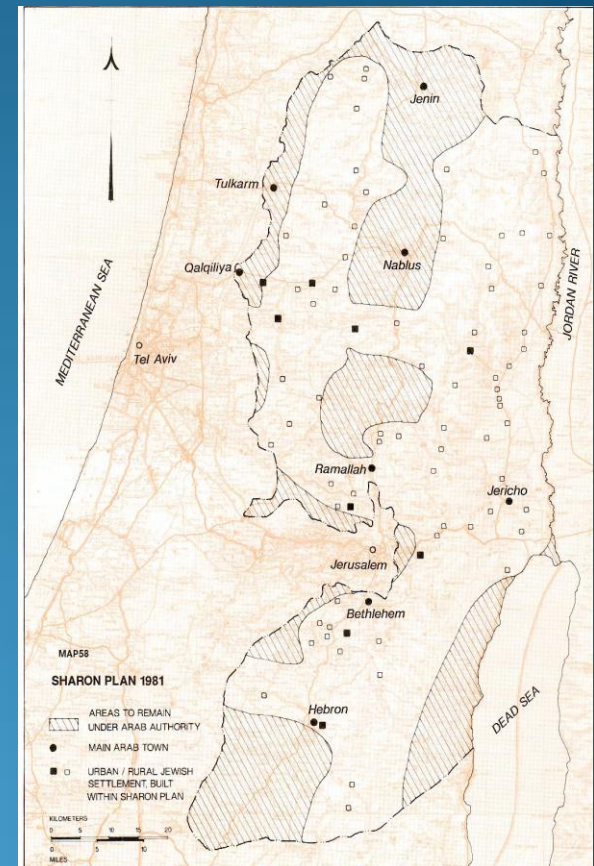 Jenin
Tulkarm
Qalqiliya
Nablus
MEDITERRANEAN SEA
JORDAN RIVER
Tel Aviv
Ramallah
Jericho
Jerusalem
Bethlehem
MAP58
SHARON PLAN 1981
AREAS TO REMAIN
UNDER ARAB AUTHORITY
MAIN ARAB TOWN
URBAN / RURAL JEWISH
SETTLEMENT, BUILT
WITHIN SHARON PLAN
Hebron
DEAD SEA
KILOMETERS
0 5 10 15 20
0 5 10
MILES